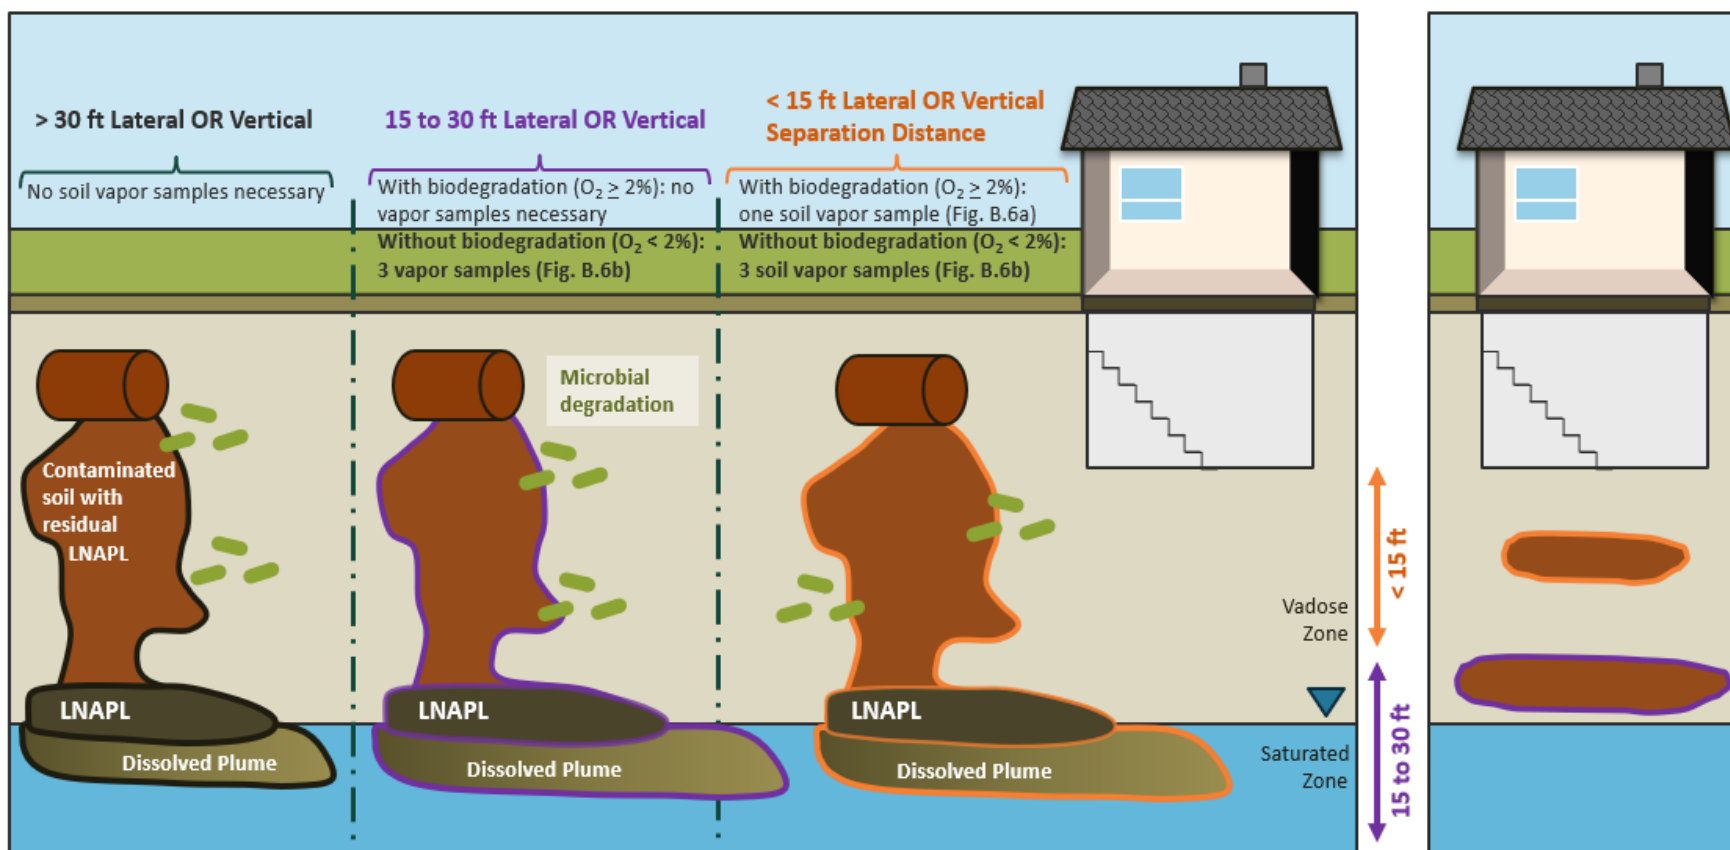 > 30 ft Lateral OR Vertical
No soil vapor samples necessary
15 to 30 ft Lateral OR Vertical
With biodegradation (O₂ ≥ 2%): no
vapor samples necessary
Without biodegradation (O₂ < 2%):
3 vapor samples (Fig. B.6b)
< 15 ft Lateral OR Vertical
Separation Distance
With biodegradation (O₂ ≥ 2%):
one soil vapor sample (Fig. B.6a)
Without biodegradation (O₂ < 2%):
3 soil vapor samples (Fig. B.6b)
Microbial
degradation
Contaminated
soil with
residual
LNAPL
LNAPL
Dissolved Plume
LNAPL
Dissolved Plume
LNAPL
Dissolved Plume
Vadose
Zone
Saturated
Zone
< 15 ft
15 to 30 ft